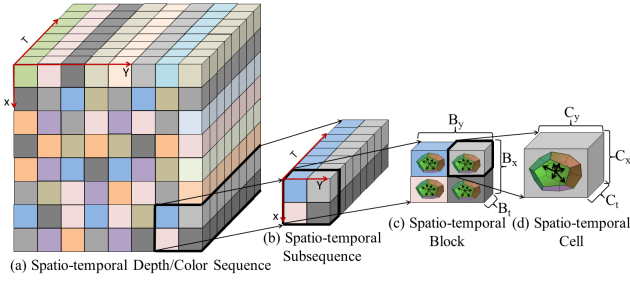 T
Y
X
T
Y
X
B_y
B_x
B_t
C_y
C_x
C_t
(a) Spatio-temporal Depth/Color Sequence
(b) Spatio-temporal
Subsequence
(c) Spatio-temporal
Block
(d) Spatio-temporal
Cell